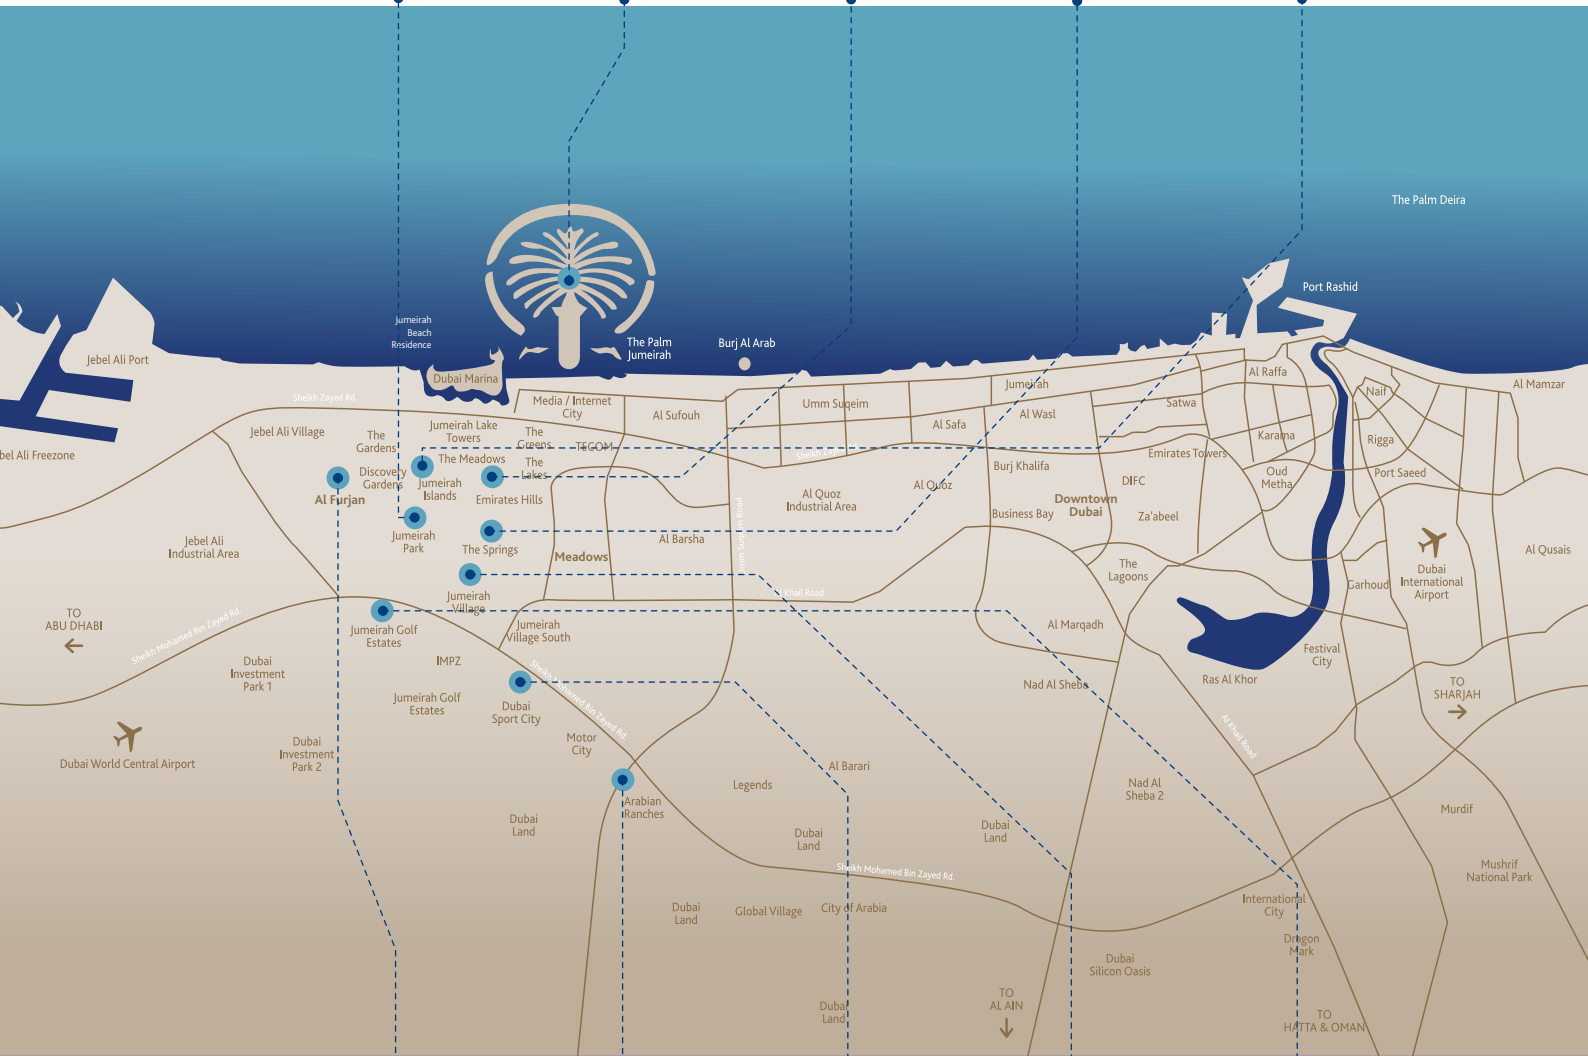 The Palm Deira
Port Rashid
Jumeirah
Beach
Residence
The Palm
Jumeirah
Burj Al Arab
Jebel Ali Port
Dubai Marina
Al Raffa
Al Mamzar
Jumeirah
Naif
Sheikh Zayed Rd.
Media / Internet
City
Umm Suqeim
Satwa
Al Sufouh
Al Wasl
Al Safa
Jebel Ali Village
The
Gardens
Jumeirah Lake
Towers
The
Greens
TECOM
Karama
Rigga
Emirates Towers
bel Ali Freezone
The Meadows
The
Lakes
Burj Khalifa
Discovery
Gardens
Jumeirah
Islands
DIFC
Oud
Metha
Port Saeed
Al Quoz
Al Furjan
Emirates Hills
Al Quoz
Industrial Area
Downtown
Dubai
Business Bay
Za'abeel
Jumeirah
Park
The Springs
Al Barsha
Umm Suqeim Road
Jebel Ali
Industrial Area
Meadows
Al Qusais
The
Lagoons
Dubai
International
Airport
Garhoud
Jumeirah
Village
Al Khail Road
TO
ABU DHABI
Sheikh Mohamed Bin Zayed Rd.
Jumeirah Golf
Estates
Jumeirah
Village South
Al Marqadh
Festival
City
IMPZ
Dubai
Investment
Park 1
Ras Al Khor
Nad Al Sheba
TO
SHARJAH
Jumeirah Golf
Estates
Sheikh Mohamed Bin Zayed Rd.
Dubai
Sport City
Al Khail Road
Motor
City
Dubai
Investment
Park 2
Dubai World Central Airport
Al Barari
Legends
Nad Al
Sheba 2
Arabian
Ranches
Murdif
Dubai
Land
Dubai
Land
Dubai
Land
Sheikh Mohamed Bin Zayed Rd.
Mushrif
National Park
Dubai
Land
Global Village
City of Arabia
International
City
Dragon
Mark
Dubai
Silicon Oasis
TO
AL AIN
Dubai
Land
TO
HATTA & OMAN